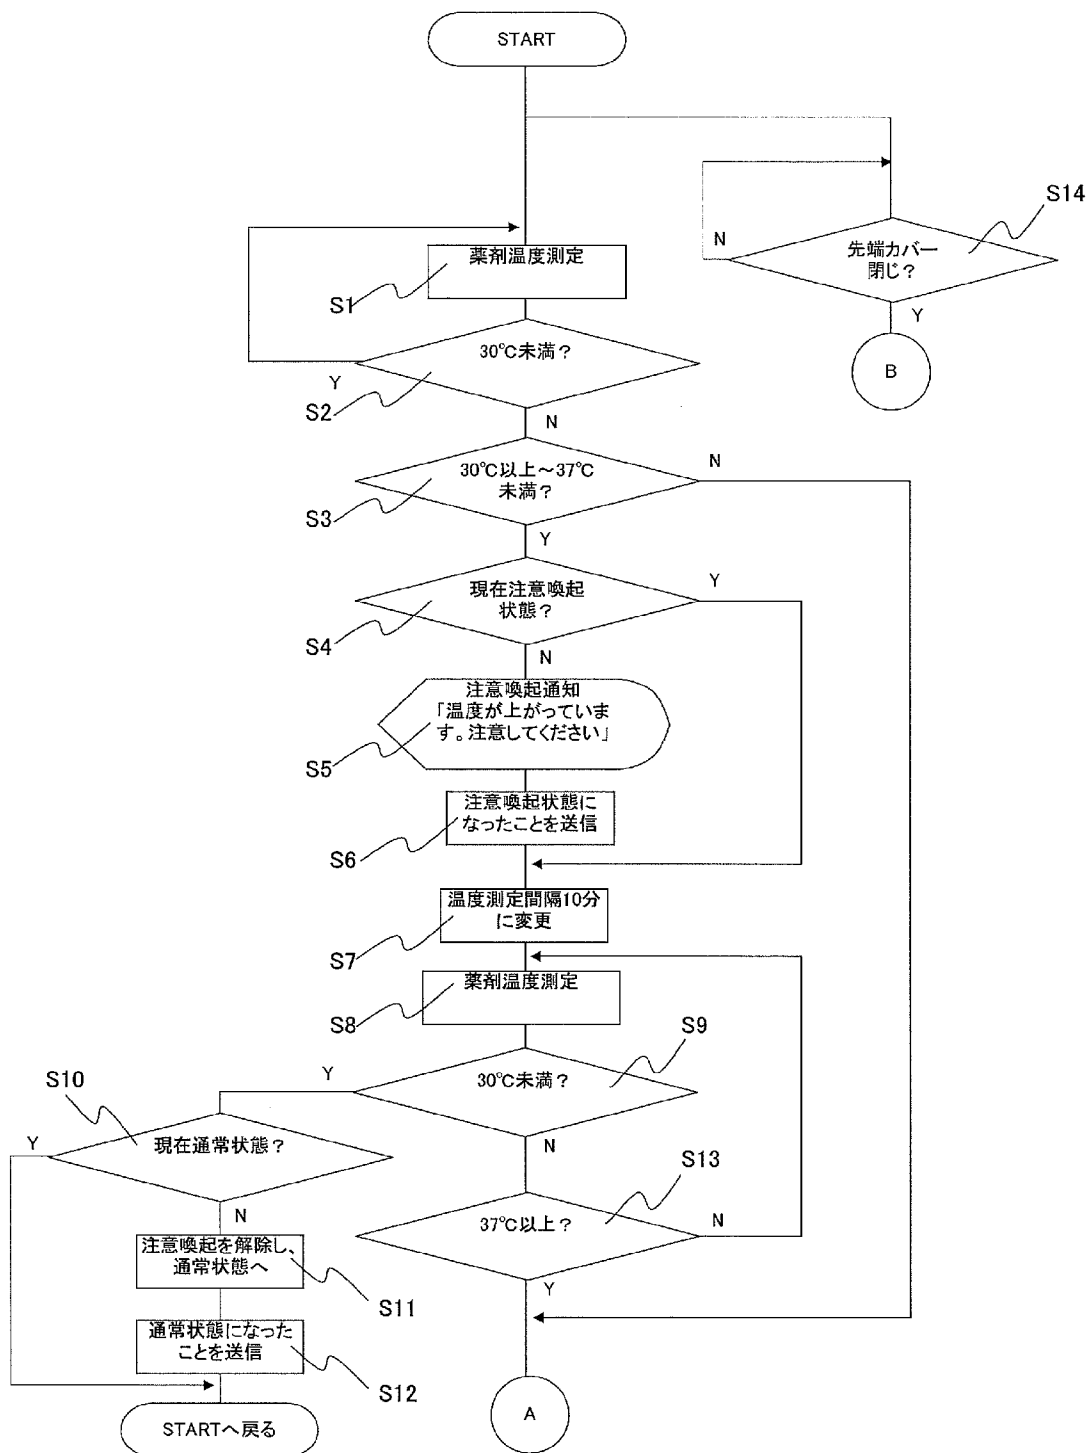 START
S14
先端カバー
閉じ？
N
Y
B
薬剤温度測定
S1
30℃未満？
Y
S2
N
30℃以上～37℃
未満？
N
S3
Y
現在注意喚起
状態？
Y
S4
N
注意喚起通知
「温度が上がっていま
す。注意してください」
S5
注意喚起状態に
なったことを送信
S6
温度測定間隔10分
に変更
S7
薬剤温度測定
S8
S9
30℃未満？
Y
N
S10
現在通常状態？
Y
N
S13
37℃以上？
N
Y
注意喚起を解除し、
通常状態へ
S11
通常状態になった
ことを送信
S12
STARTへ戻る
A